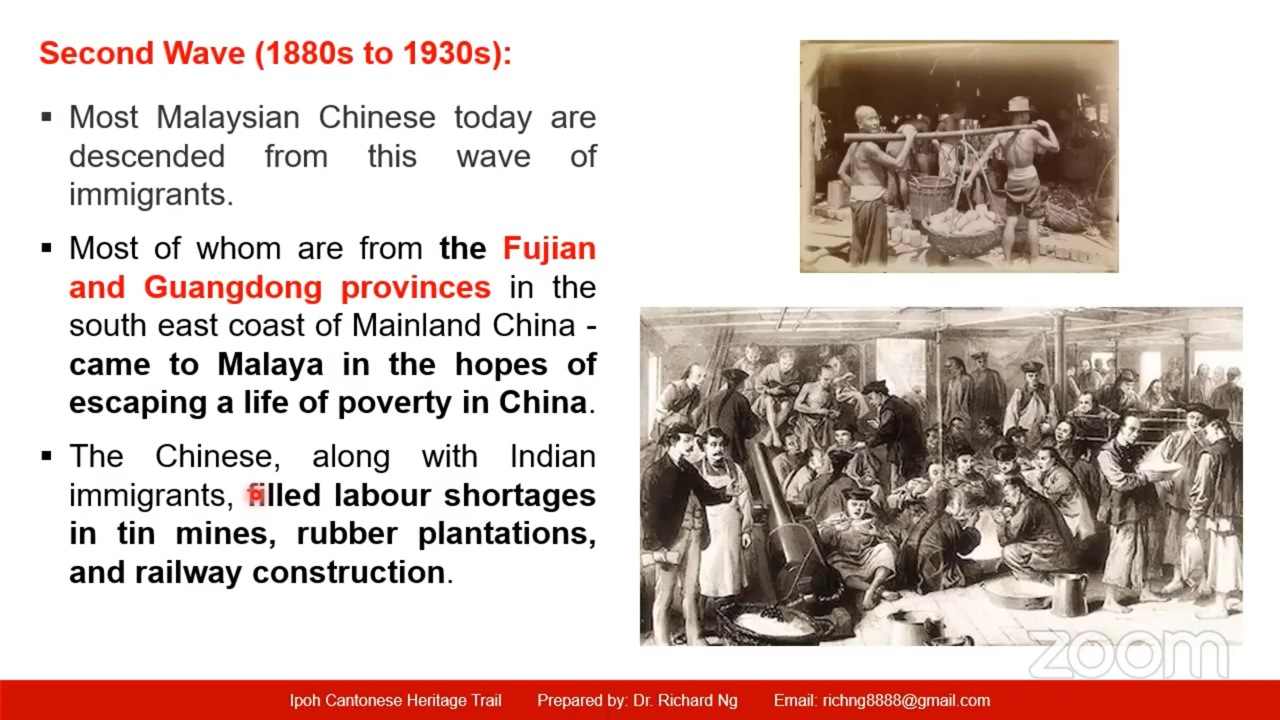 Second Wave (1880s to 1930s):
▪ Most Malaysian Chinese today are
descended from this wave of
immigrants.
▪ Most of whom are from the Fujian
and Guangdong provinces in the
south east coast of Mainland China -
came to Malaya in the hopes of
escaping a life of poverty in China.
▪ The Chinese, along with Indian
immigrants, filled labour shortages
in tin mines, rubber plantations,
and railway construction.
zoom
Ipoh Cantonese Heritage Trail Prepared by: Dr. Richard Ng Email: richng8888@gmail.com